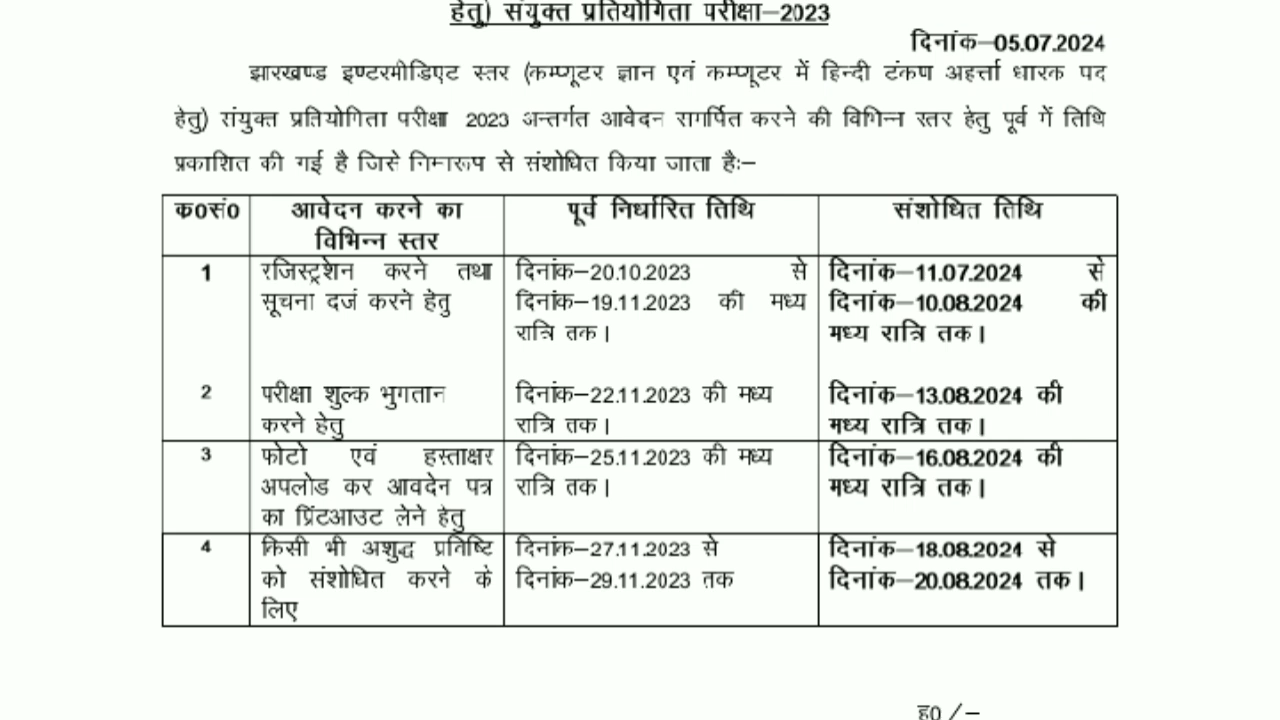 हेतु) संयुक्त प्रतियोगिता परीक्षा–2023
दिनांक–05.07.2024
झारखण्ड इण्टरमीडिएट स्तर (कम्प्यूटर ज्ञान एवं कम्प्यूटर में हिन्दी टंकण अहर्त्ता धारक पद
हेतु) संयुक्त प्रतियोगिता परीक्षा 2023 अन्तर्गत आवेदन समर्पित करने की विभिन्न स्तर हेतु पूर्व में तिथि
प्रकाशित की गई है जिसे निम्नरूप से संशोधित किया जाता हैः–
क0सं0 आवेदन करने का विभिन्न स्तर पूर्व निर्धारित तिथि संशोधित तिथि
1 रजिस्ट्रेशन करने तथा दिनांक–20.10.2023 से दिनांक–11.07.2024 से
सूचना दर्ज करने हेतु दिनांक–19.11.2023 की मध्य दिनांक–10.08.2024 की
रात्रि तक। मध्य रात्रि तक।
2 परीक्षा शुल्क भुगतान दिनांक–22.11.2023 की मध्य दिनांक–13.08.2024 की
करने हेतु रात्रि तक। मध्य रात्रि तक।
3 फोटो एवं हस्ताक्षर दिनांक–25.11.2023 की मध्य दिनांक–16.08.2024 की
अपलोड कर आवदेन पत्र रात्रि तक। मध्य रात्रि तक।
का प्रिंटआउट लेने हेतु
4 किसी भी अशुद्ध प्रविष्टि दिनांक–27.11.2023 से दिनांक–18.08.2024 से
को संशोधित करने के दिनांक–29.11.2023 तक दिनांक–20.08.2024 तक।
लिए
ह0/–